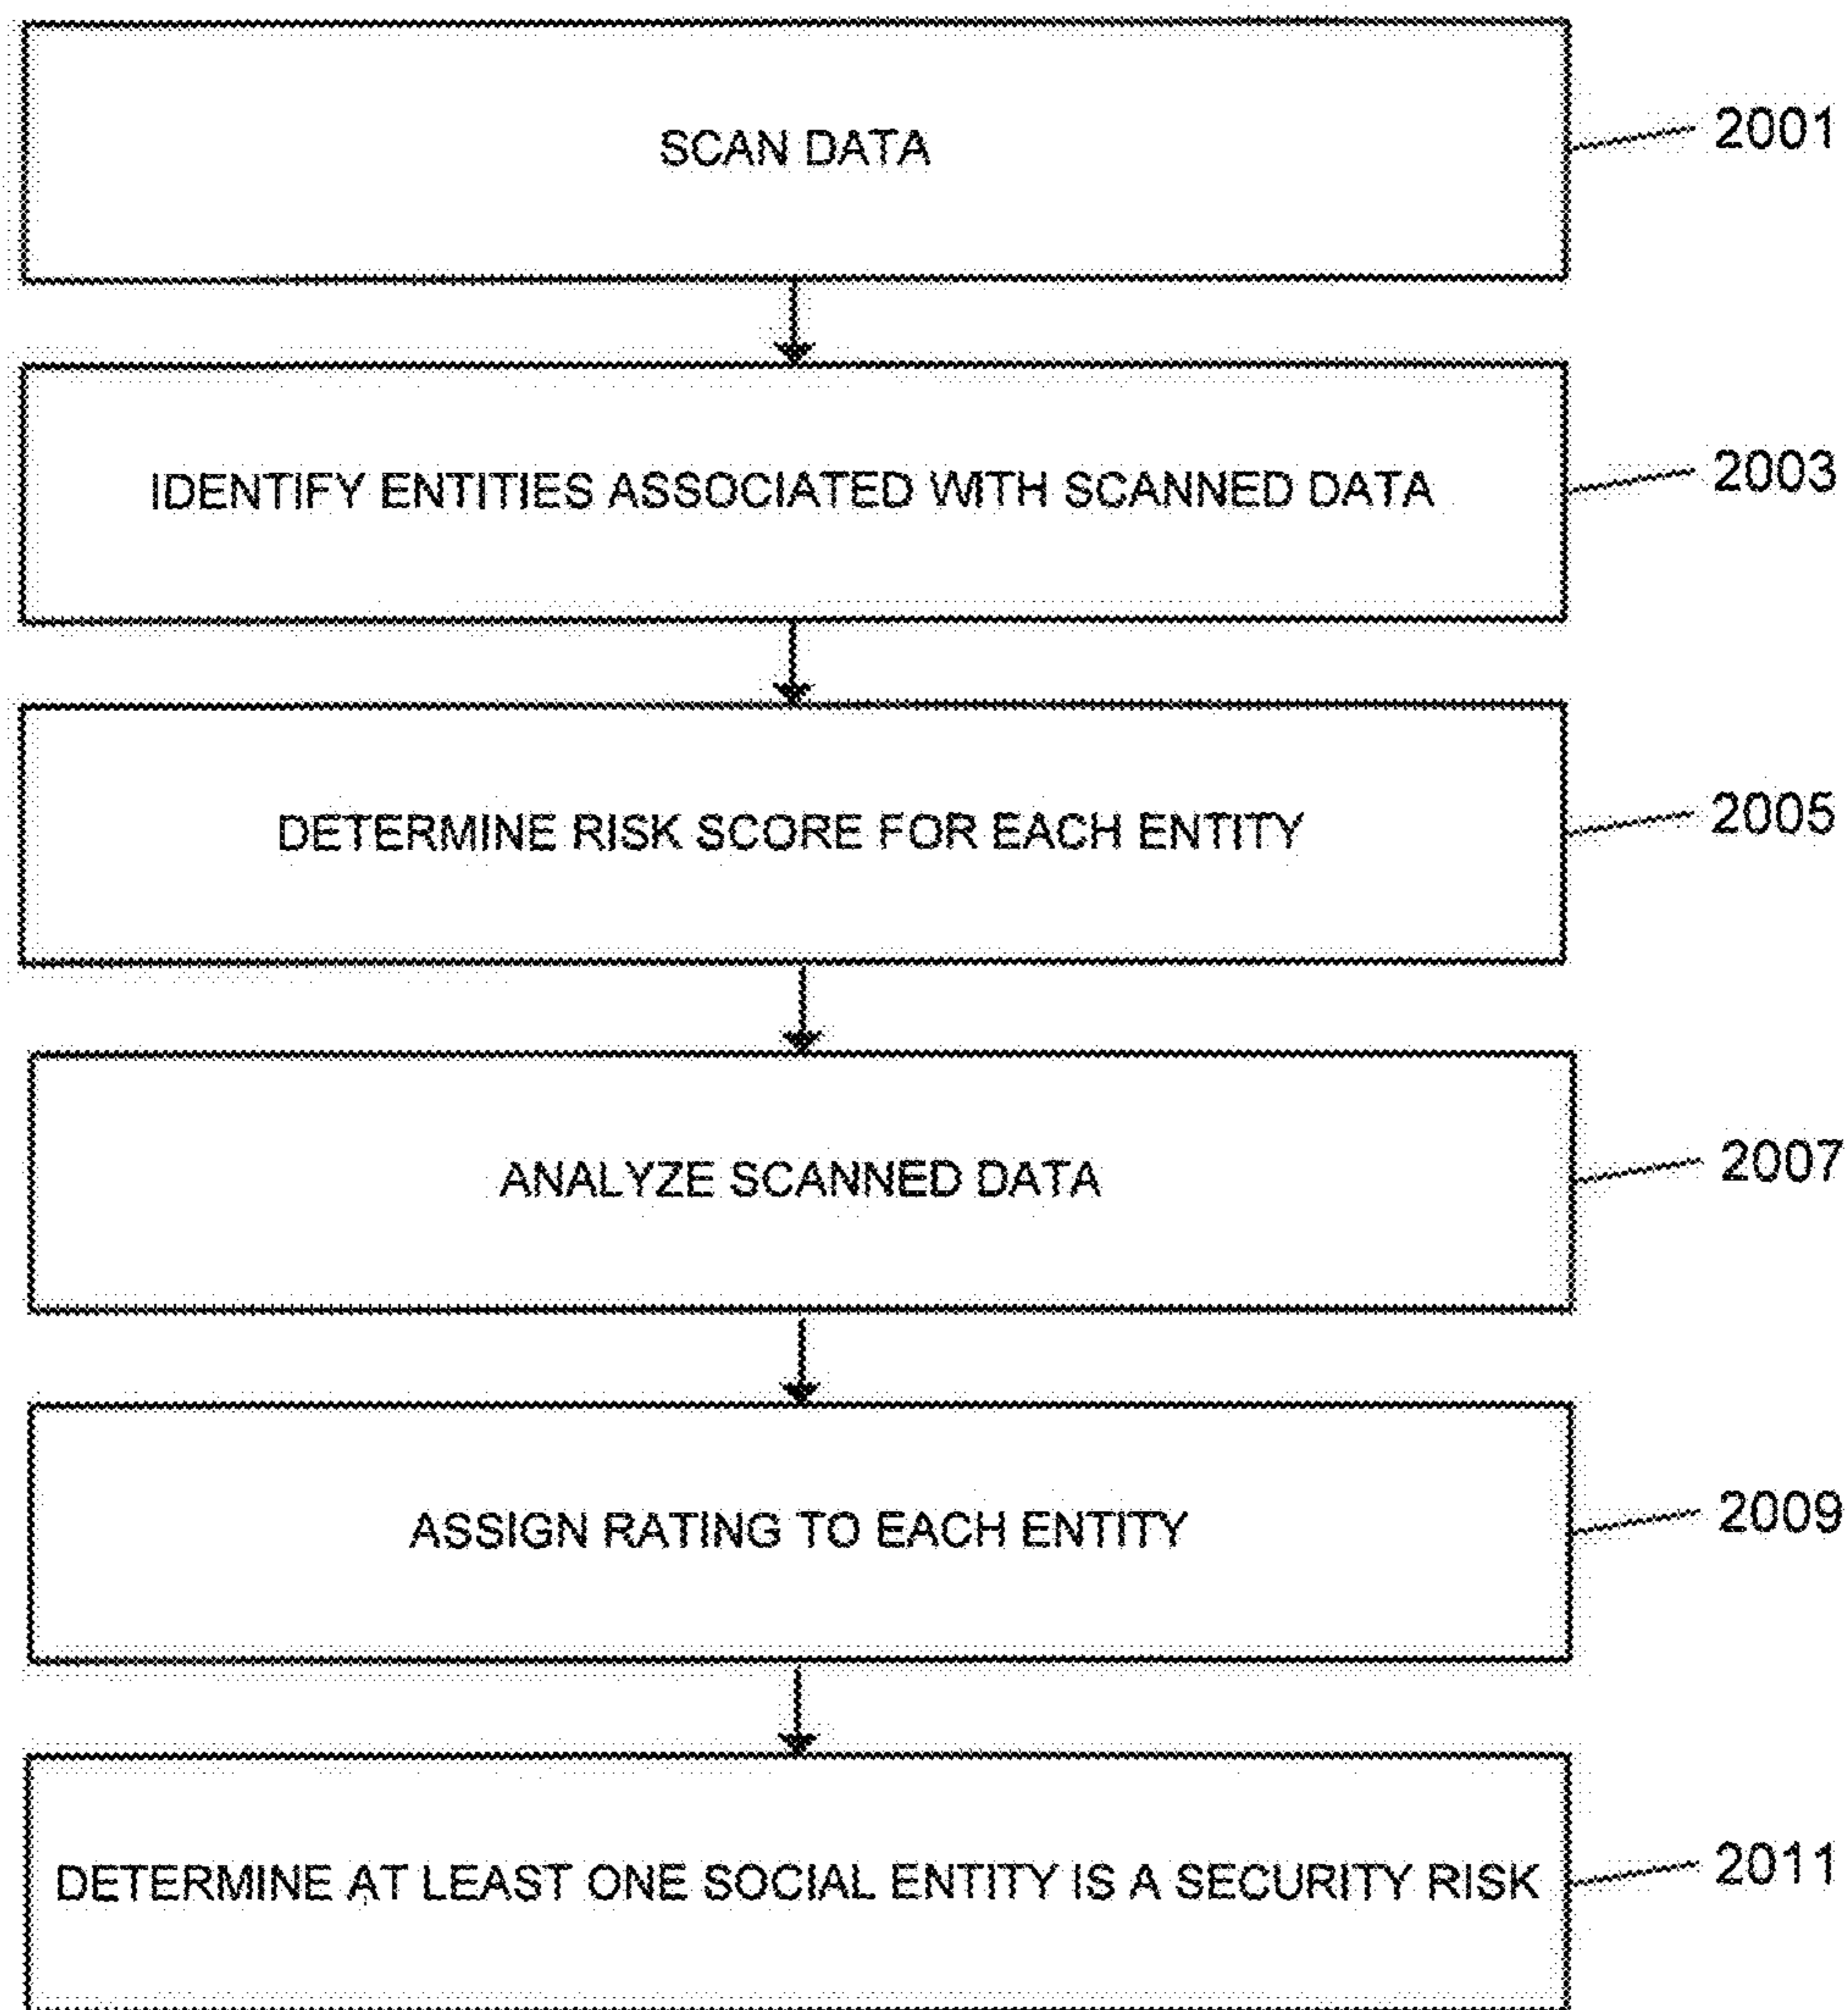 SCAN DATA
2001
IDENTIFY ENTITIES ASSOCIATED WITH SCANNED DATA
2003
DETERMINE RISK SCORE FOR EACH ENTITY
2005
ANALYZE SCANNED DATA
2007
ASSIGN RATING TO EACH ENTITY
2009
DETERMINE AT LEAST ONE SOCIAL ENTITY IS A SECURITY RISK
2011